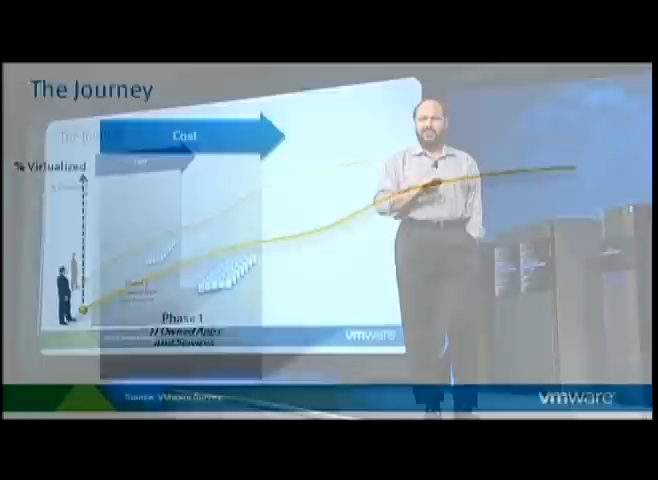 The Journey
Cost
% Virtualized
Phase 1
IT Owned Apps
and Services
vmware
Source: VMware Survey
vmware